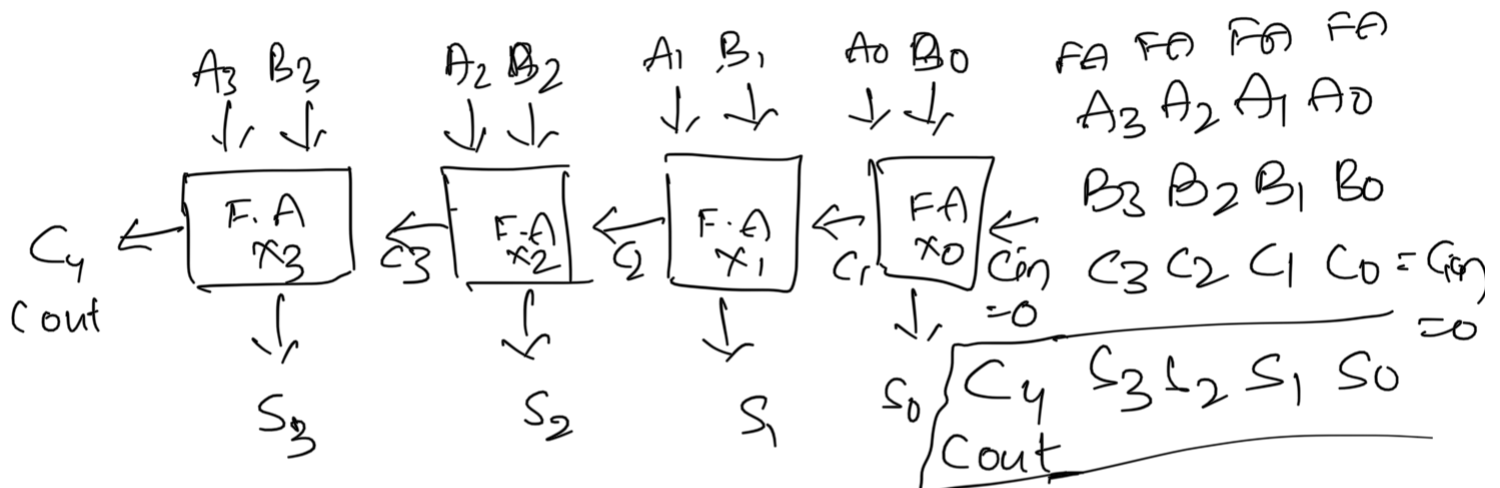 A3 B3 A2 B2 A1 B1 A0 B0 FA FA FA FA
A3 A2 A1 A0
F.A F.A F.A FA B3 B2 B1 B0
X3 X2 X1 X0
C4 C3 C2 C1 Cin C3 C2 C1 C0 = Cin
Cout =0 =0
S3 S2 S1 S0 C4 S3 S2 S1 S0
Cout